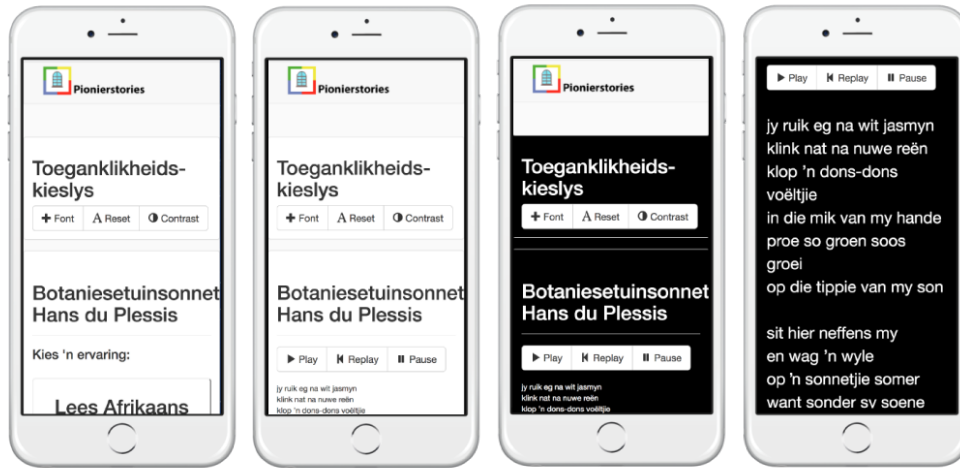 Pionierstories
Toeganklikheids-
kieslys
Font
A Reset
Contrast
Botaniesetuinsonnet
Hans du Plessis
Kies 'n ervaring:
Lees Afrikaans
Pionierstories
Toeganklikheids-
kieslys
Font
A Reset
Contrast
Botaniesetuinsonnet
Hans du Plessis
Play
Replay
Pause
jy ruik eg na wit jasmyn
klink nat na nuwe reën
klop 'n dons-dons voëltjie
Pionierstories
Toeganklikheids-
kieslys
Font
A Reset
Contrast
Botaniesetuinsonnet
Hans du Plessis
Play
Replay
Pause
jy ruik eg na wit jasmyn
klink nat na nuwe reën
klop 'n dons-dons voëltjie
Play
Replay
Pause
jy ruik eg na wit jasmyn
klink nat na nuwe reën
klop 'n dons-dons
voëltjie
in die mik van my hande
proe so groen soos
groei
op die tippie van my son
sit hier neffens my
en wag 'n wyle
op 'n sonnetjie somer
want sonder sy soene